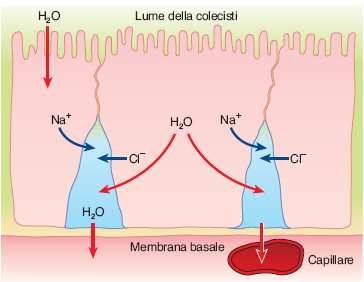 H₂O
Lume della colecisti
Na⁺
H₂O
Na⁺
Cl⁻
Cl⁻
H₂O
Membrana basale
Capillare